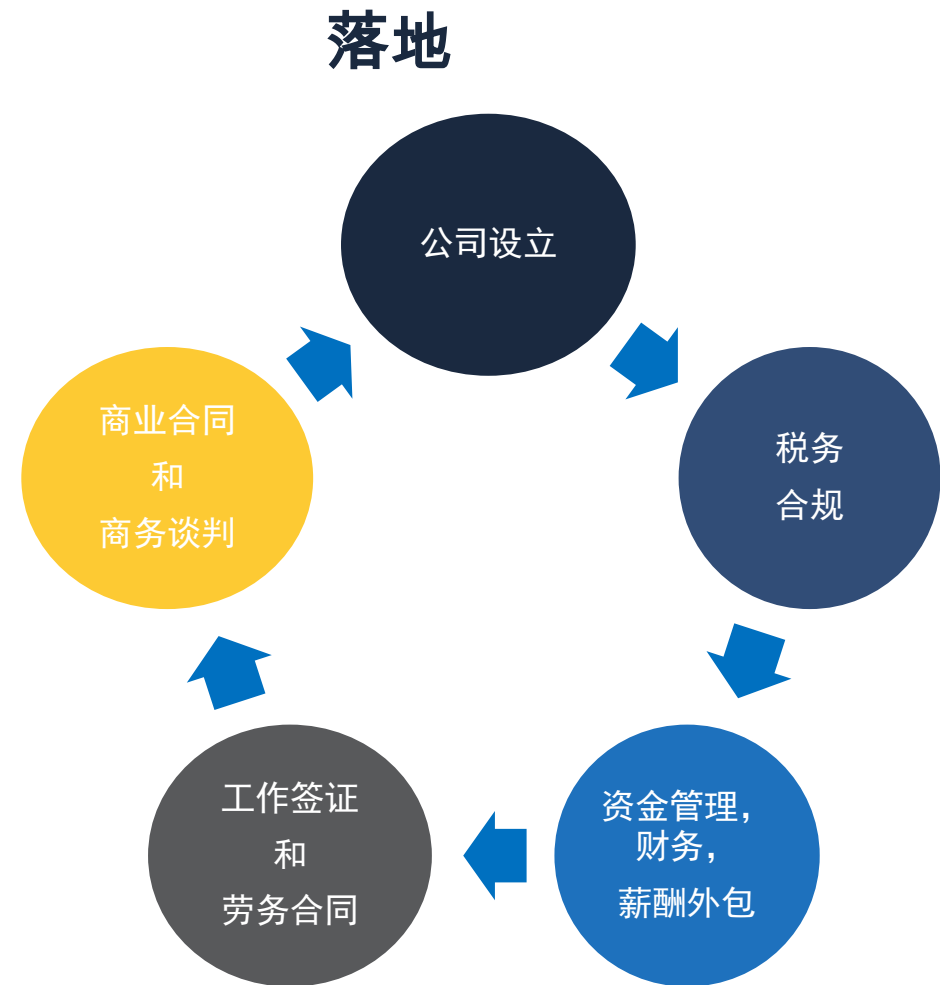 落地
公司设立
税务
合规
资金管理，
财务，
薪酬外包
工作签证
和
劳务合同
商业合同
和
商务谈判